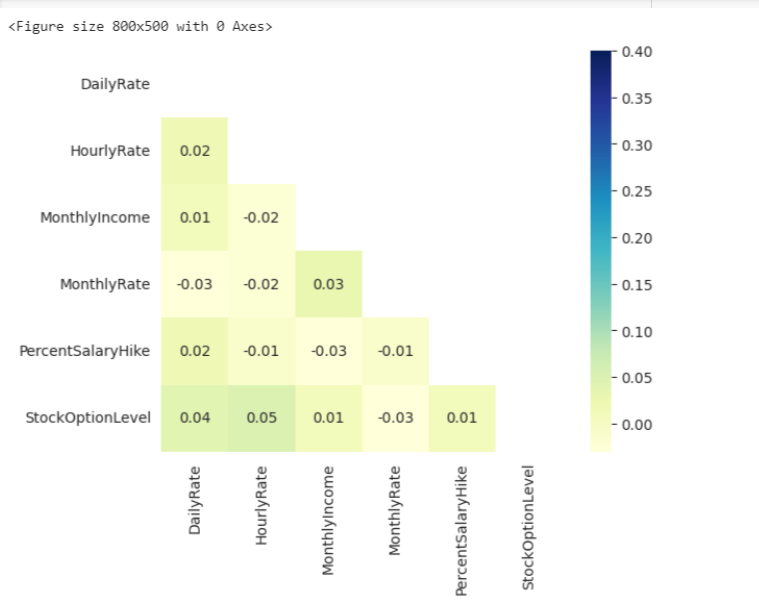 <Figure size 800x500 with 0 Axes>
0.40
DailyRate
0.35
HourlyRate 0.02
0.30
0.25
MonthlyIncome 0.01 -0.02
0.20
MonthlyRate -0.03 -0.02 0.03
0.15
0.10
PercentSalaryHike 0.02 -0.01 -0.03 -0.01
0.05
StockOptionLevel 0.04 0.05 0.01 -0.03 0.01
0.00
DailyRate
HourlyRate
MonthlyIncome
MonthlyRate
PercentSalaryHike
StockOptionLevel